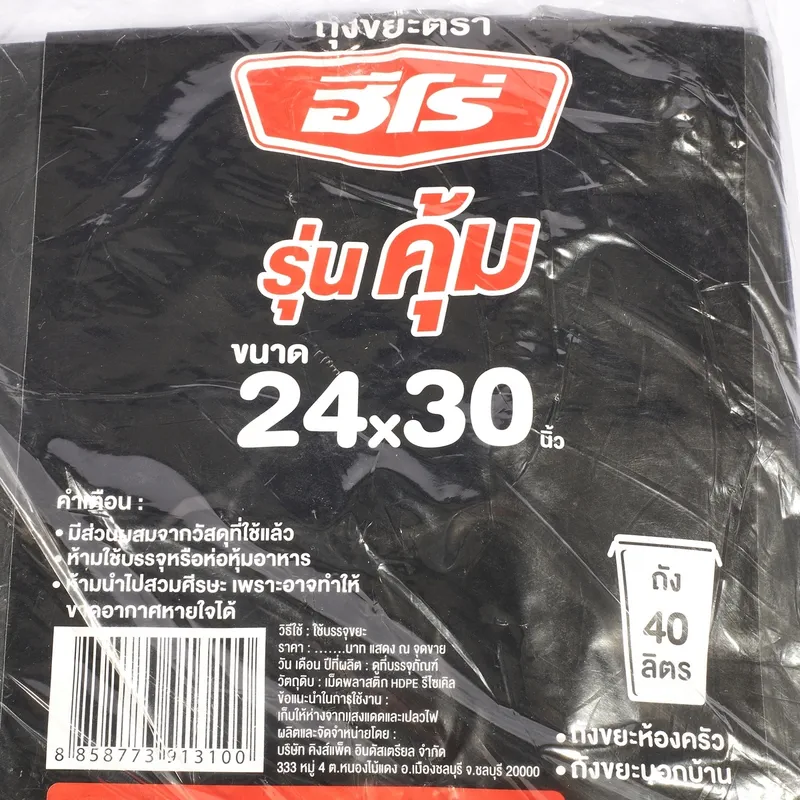 ถุงขยะตรา
ฮีโร่
รุ่น คุ้ม
ขนาด
24x30 นิ้ว
คำเตือน :
• มีส่วนผสมจากวัสดุที่ใช้แล้ว
• ห้ามใช้บรรจุหรือห่อหุ้มอาหาร
• ห้ามนำไปสวมศีรษะ เพราะอาจทำให้
ขาดอากาศหายใจได้
วิธีใช้ : ใช้บรรจุขยะ
ราคา : .......บาท แสดง ณ จุดขาย
วัน เดือน ปีที่ผลิต : ดูที่บรรจุภัณฑ์
วัตถุดิบ : เม็ดพลาสติก HDPE รีไซเคิล
ข้อแนะนำในการใช้งาน :
เก็บให้ห่างจากแสงแดดและเปลวไฟ
ผลิตและจัดจำหน่ายโดย :
บริษัท คิงส์แพ็ค อินดัสเตรียล จำกัด
333 หมู่ 4 ต.หนองไม้แดง อ.เมืองชลบุรี จ.ชลบุรี 20000
8 858773 913100
ถัง
40
ลิตร
• ถังขยะห้องครัว
• ถังขยะนอกบ้าน